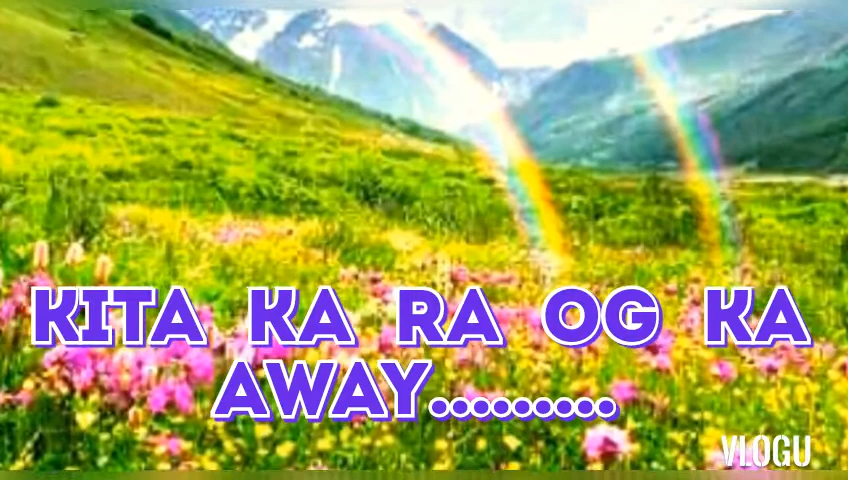 KITA KA RA OG KA
AWAY.........
VLOGU